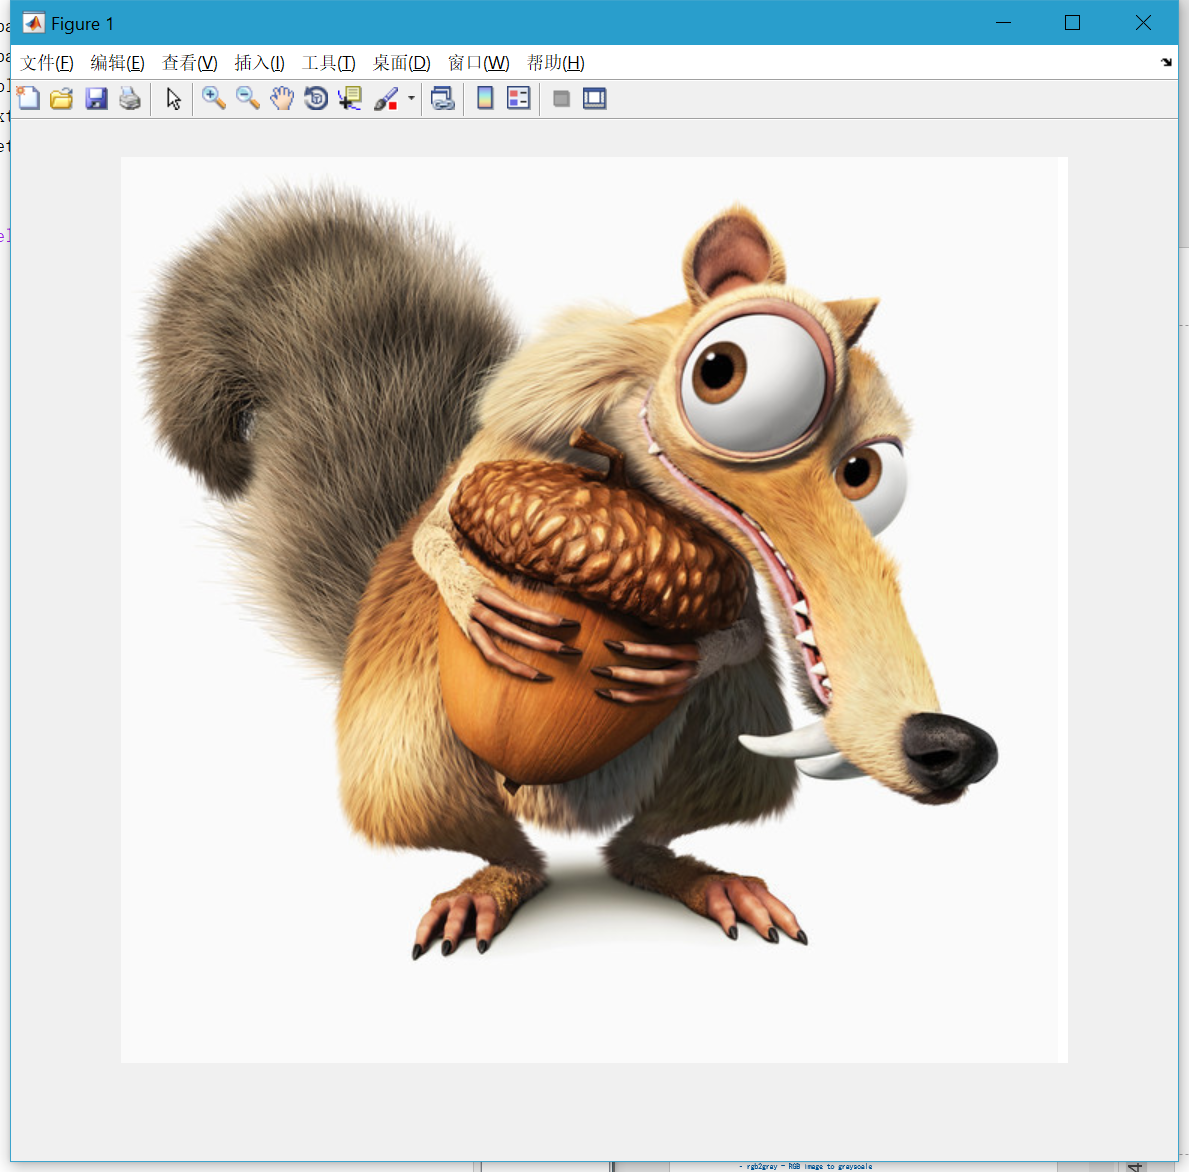 Figure 1
文件(F) 编辑(E) 查看(V) 插入(I) 工具(T) 桌面(D) 窗口(W) 帮助(H)
- rgb2gray - RGB image to grayscale